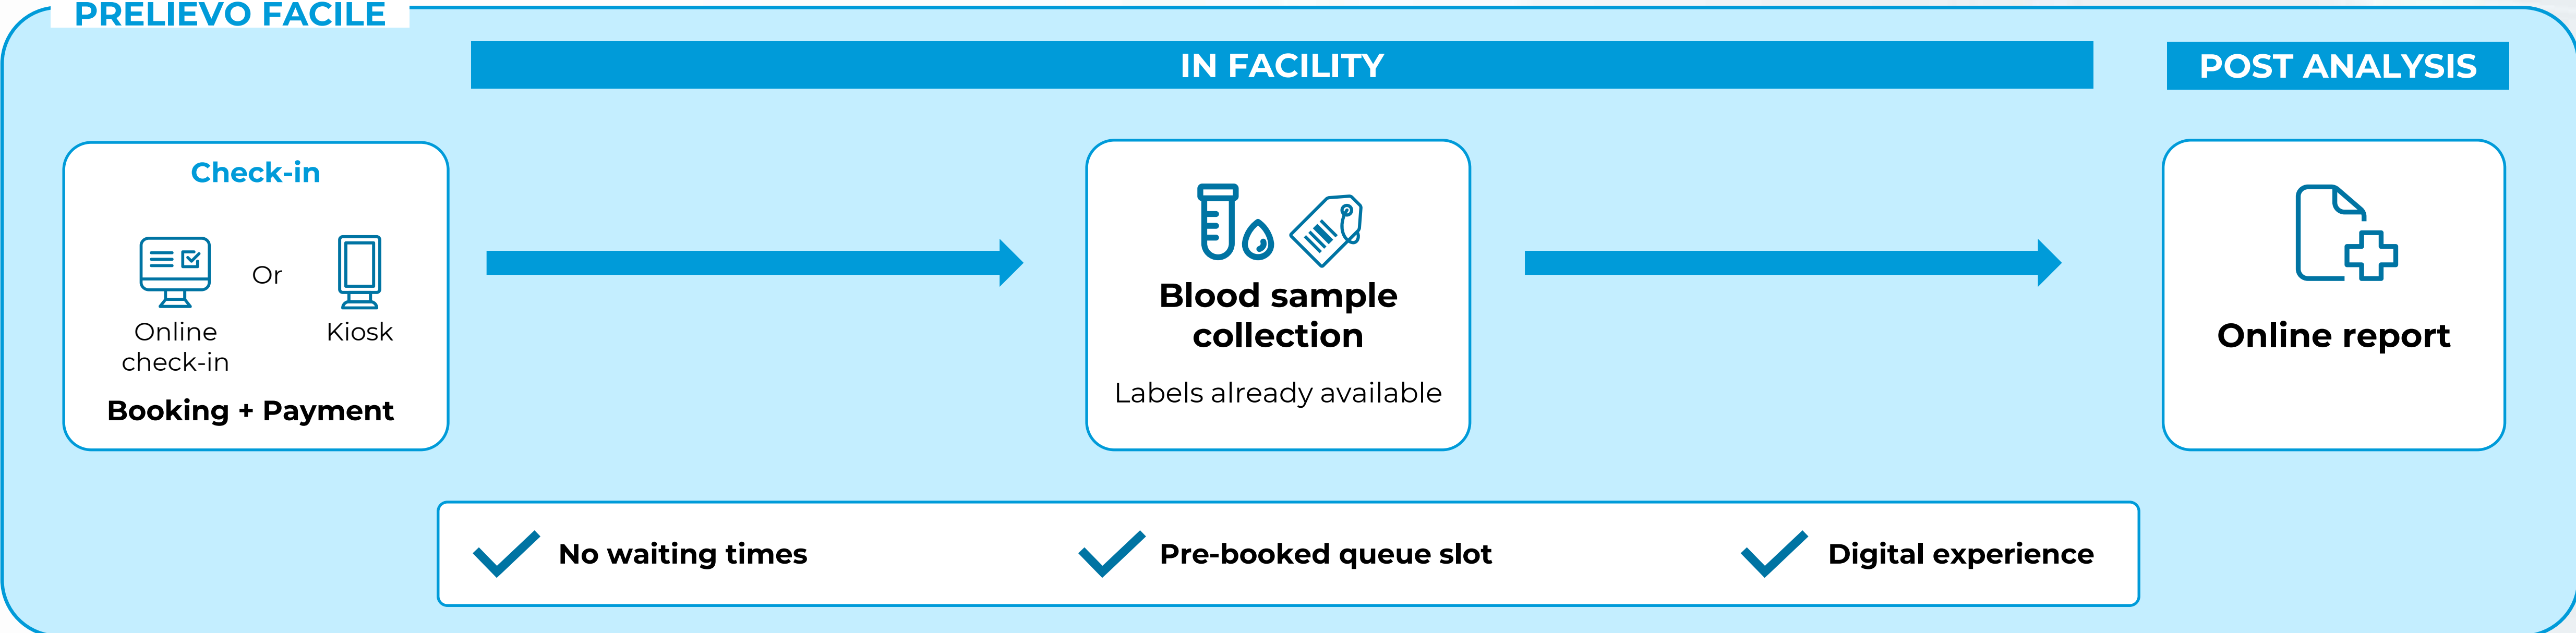 PRELIEVO FACILE
IN FACILITY
POST ANALYSIS
Check-in
Or
Online
check-in
Kiosk
Booking + Payment
Blood sample
collection
Labels already available
Online report
No waiting times
Pre-booked queue slot
Digital experience